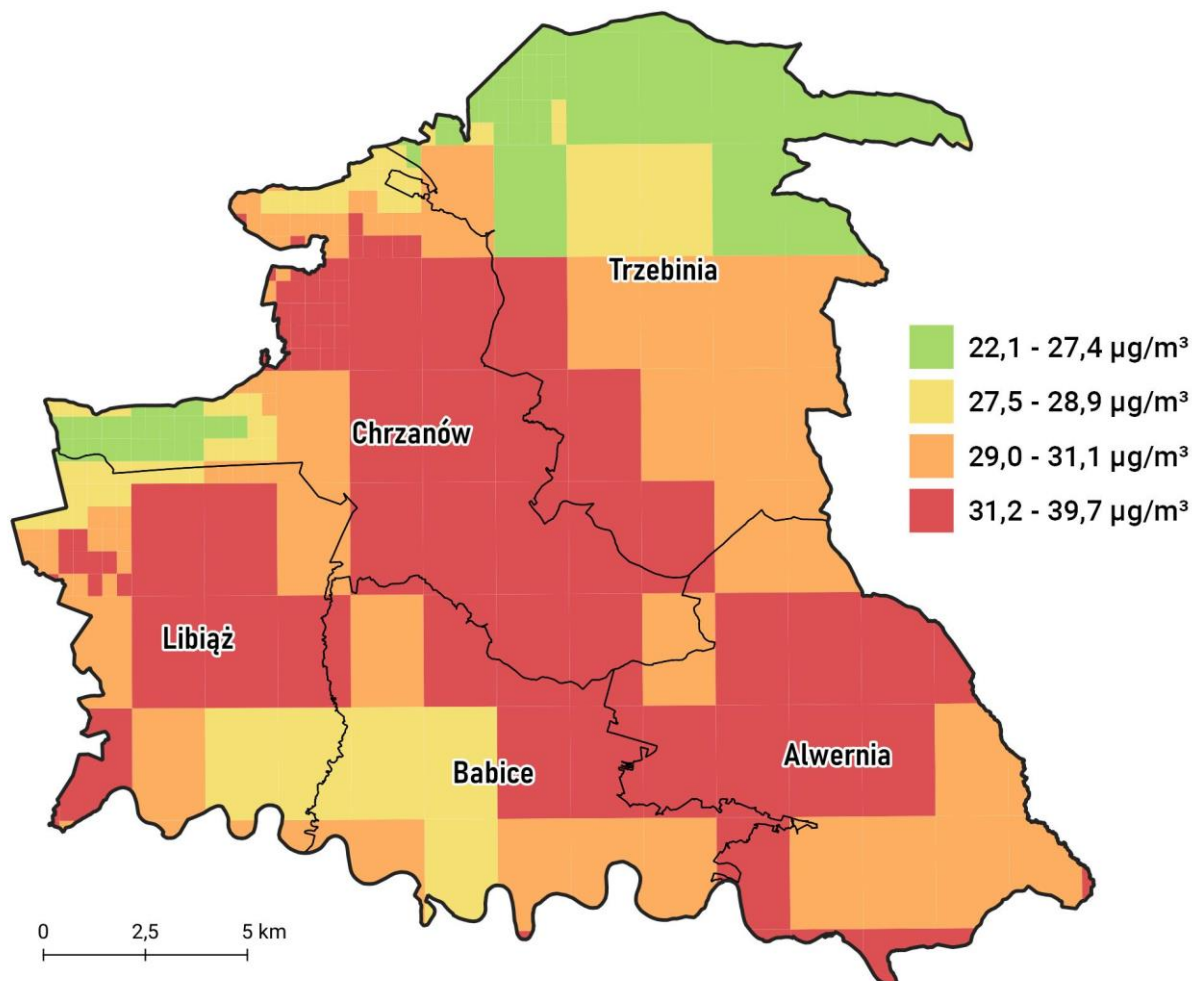 Trzebinia
22,1 - 27,4 µg/m³
27,5 - 28,9 µg/m³
29,0 - 31,1 µg/m³
31,2 - 39,7 µg/m³
Chrzanów
Libiąż
Babice
Alwernia
0 2,5 5 km